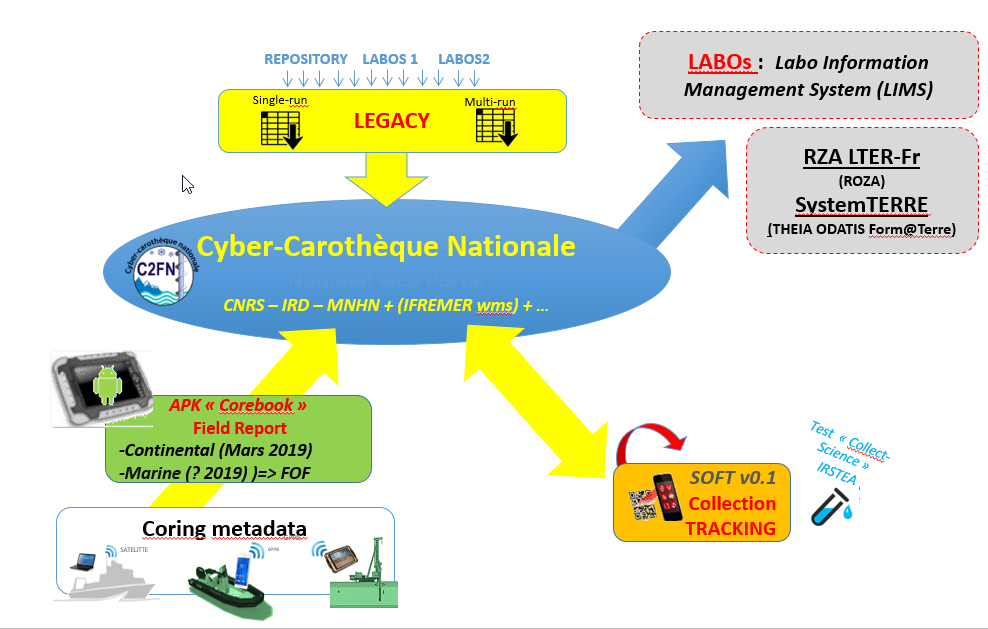 REPOSITORY LABOS 1 LABOS2
Single-run
Multi-run
LEGACY
LABOs : Labo Information
Management System (LIMS)
RZA LTER-Fr
(ROZA)
SystemTERRE
(THEIA ODATIS Form@Terre)
Cyber-carothèque nationale
C2FN
Cyber-Carothèque Nationale
National web Portal
CNRS – IRD – MNHN + (IFREMER wms) + ...
APK « Corebook »
Field Report
-Continental (Mars 2019)
-Marine (? 2019) )=> FOF
Coring metadata
SATELITTE
GPRS
SOFT v0.1
Collection
TRACKING
Test « Collect-
Science »
IRSTEA